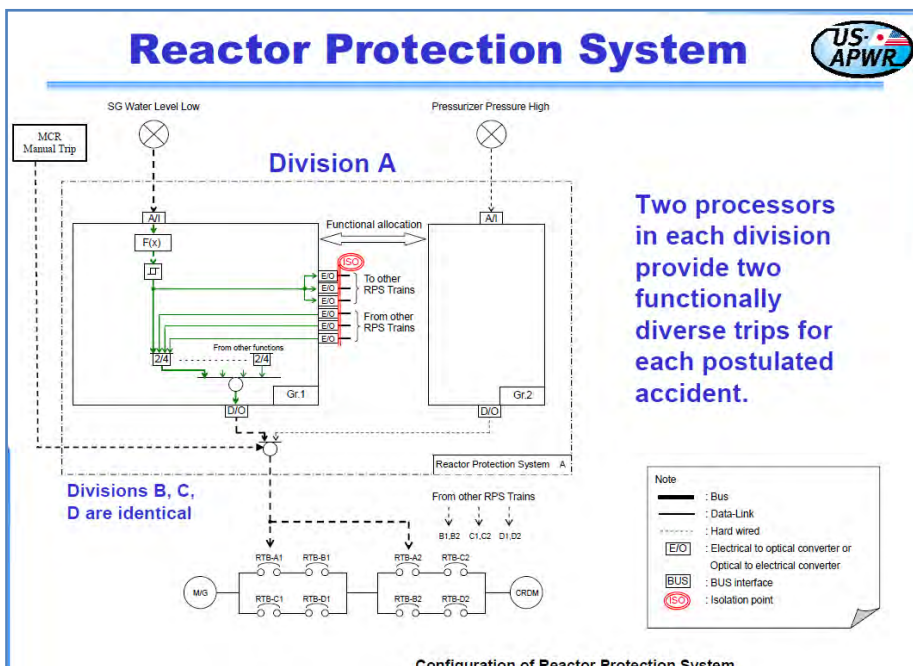 Reactor Protection System
US-APWR
SG Water Level Low
Pressurizer Pressure High
MCR
Manual Trip
Division A
A/I
A/I
Functional allocation
F(x)
ISO
E/O
E/O
E/O
To other
RPS Trains
E/O
E/O
E/O
From other
RPS Trains
From other functions
2/4
2/4
Gr.1
Gr.2
D/O
D/O
Reactor Protection System A
Two processors
in each division
provide two
functionally
diverse trips for
each postulated
accident.
Divisions B, C,
D are identical
From other RPS Trains
B1,B2
C1,C2
D1,D2
RTB-A1
RTB-B1
RTB-A2
RTB-C2
M/G
RTB-C1
RTB-D1
RTB-B2
RTB-D2
CRDM
Note
: Bus
: Data-Link
: Hard wired
E/O : Electrical to optical converter or
Optical to electrical converter
BUS : BUS interface
ISO : Isolation point
Configuration of Reactor Protection System